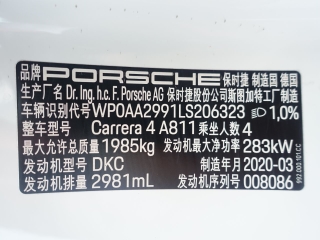 品牌 PORSCHE 保时捷 制造国 德国
生产厂名 Dr. Ing. h.c. F. Porsche AG 保时捷股份公司斯图加特工厂制造
车辆识别代号 WP0AA2991LS206323 1,0%
整车型号 Carrera 4 A811 乘坐人数 4
最大允许总质量 1985kg 发动机最大净功率 283kW
发动机型号 DKC 制造年月 2020-03
发动机排量 2981mL 发动机序列号 008086
992.000.101.CC